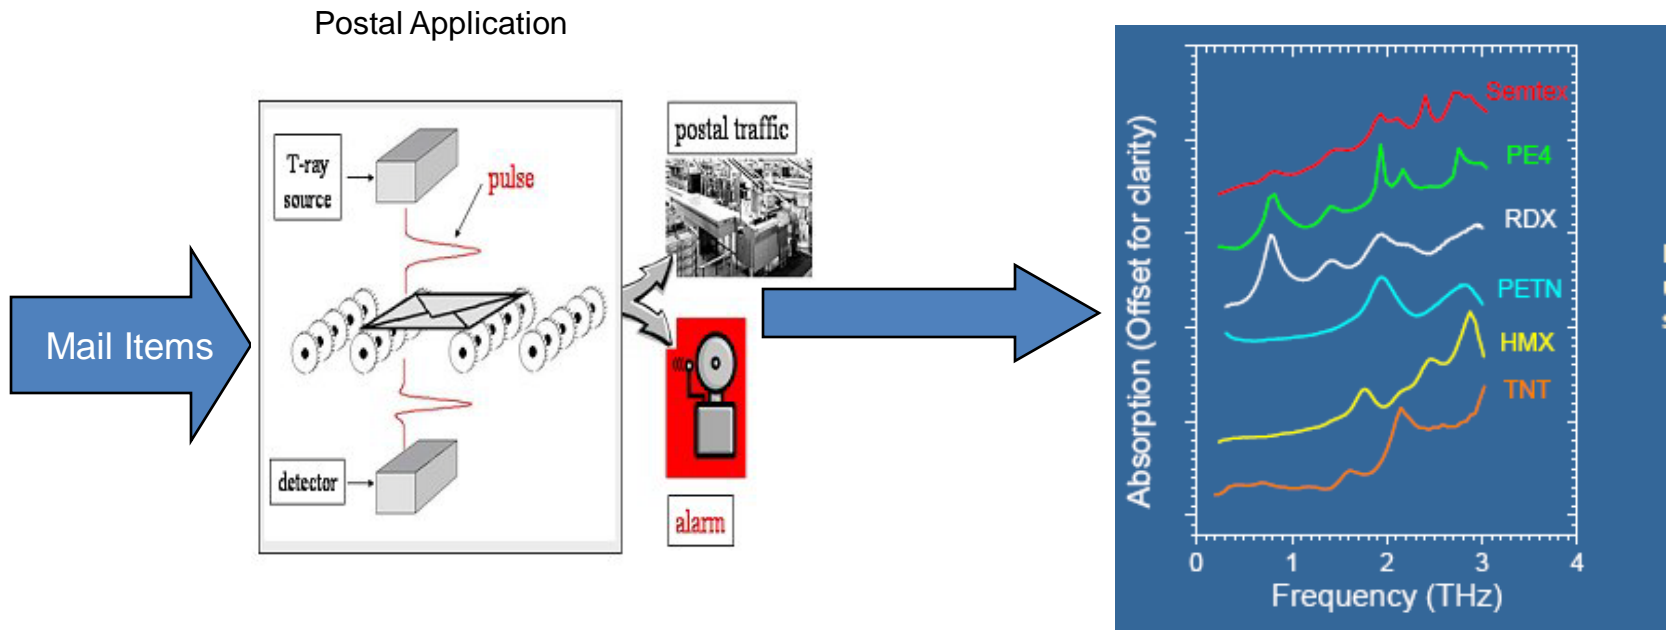 Postal Application
Mail Items
T-ray
source
pulse
detector
postal traffic
alarm
Absorption (Offset for clarity)
Semtex
PE4
RDX
PETN
HMX
TNT
0 1 2 3 4
Frequency (THz)